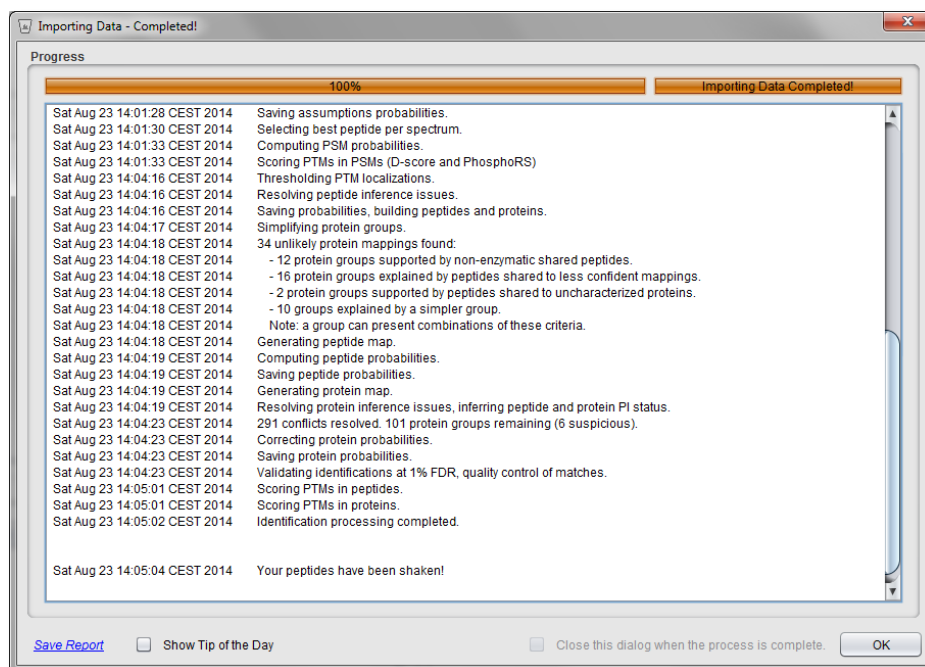 Importing Data - Completed!
Progress
100% Importing Data Completed!
Sat Aug 23 14:01:28 CEST 2014 Saving assumptions probabilities.
Sat Aug 23 14:01:30 CEST 2014 Selecting best peptide per spectrum.
Sat Aug 23 14:01:33 CEST 2014 Computing PSM probabilities.
Sat Aug 23 14:01:33 CEST 2014 Scoring PTMs in PSMs (D-score and PhosphoRS)
Sat Aug 23 14:04:16 CEST 2014 Thresholding PTM localizations.
Sat Aug 23 14:04:16 CEST 2014 Resolving peptide inference issues.
Sat Aug 23 14:04:16 CEST 2014 Saving probabilities, building peptides and proteins.
Sat Aug 23 14:04:17 CEST 2014 Simplifying protein groups.
Sat Aug 23 14:04:18 CEST 2014 34 unlikely protein mappings found:
Sat Aug 23 14:04:18 CEST 2014 - 12 protein groups supported by non-enzymatic shared peptides.
Sat Aug 23 14:04:18 CEST 2014 - 16 protein groups explained by peptides shared to less confident mappings.
Sat Aug 23 14:04:18 CEST 2014 - 2 protein groups supported by peptides shared to uncharacterized proteins.
Sat Aug 23 14:04:18 CEST 2014 - 10 groups explained by a simpler group.
Sat Aug 23 14:04:18 CEST 2014 Note: a group can present combinations of these criteria.
Sat Aug 23 14:04:18 CEST 2014 Generating peptide map.
Sat Aug 23 14:04:19 CEST 2014 Computing peptide probabilities.
Sat Aug 23 14:04:19 CEST 2014 Saving peptide probabilities.
Sat Aug 23 14:04:19 CEST 2014 Generating protein map.
Sat Aug 23 14:04:19 CEST 2014 Resolving protein inference issues, inferring peptide and protein PI status.
Sat Aug 23 14:04:23 CEST 2014 291 conflicts resolved. 101 protein groups remaining (6 suspicious).
Sat Aug 23 14:04:23 CEST 2014 Correcting protein probabilities.
Sat Aug 23 14:04:23 CEST 2014 Saving protein probabilities.
Sat Aug 23 14:04:23 CEST 2014 Validating identifications at 1% FDR, quality control of matches.
Sat Aug 23 14:05:01 CEST 2014 Scoring PTMs in peptides.
Sat Aug 23 14:05:01 CEST 2014 Scoring PTMs in proteins.
Sat Aug 23 14:05:02 CEST 2014 Identification processing completed.
Sat Aug 23 14:05:04 CEST 2014 Your peptides have been shaken!
Save Report Show Tip of the Day Close this dialog when the process is complete. OK